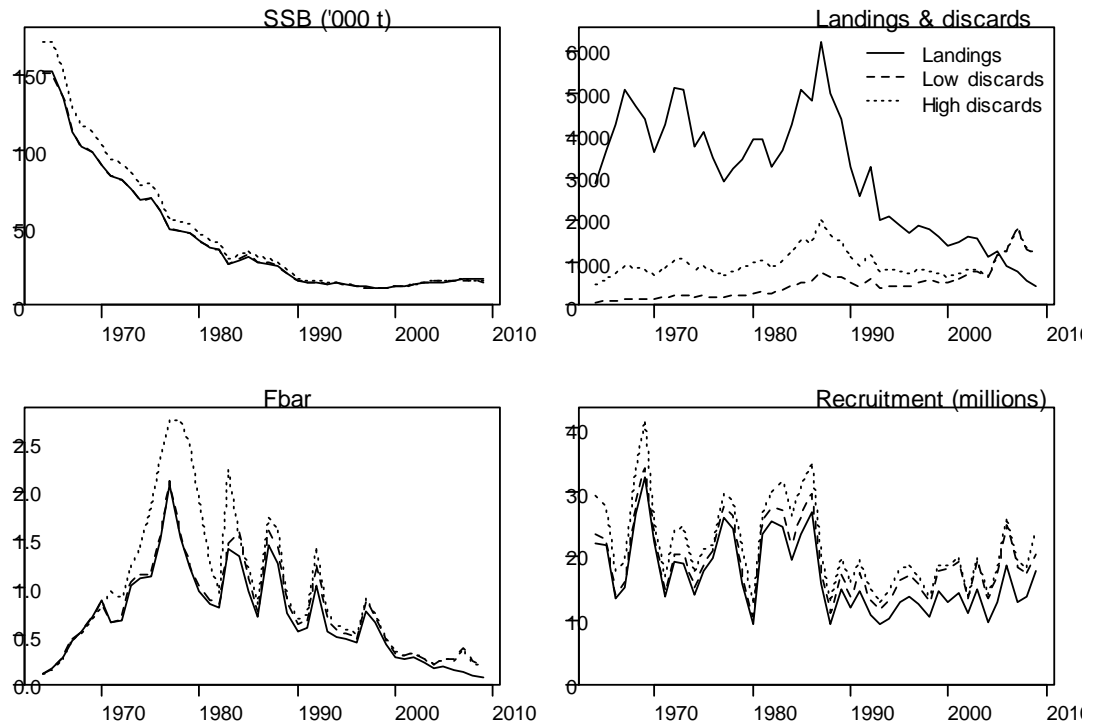 SSB ('000 t)
150
100
50
0
1970 1980 1990 2000 2010
Landings & discards
6000
5000
4000
3000
2000
1000
0
Landings
Low discards
High discards
1970 1980 1990 2000
Fbar
2.5
2.0
1.5
1.0
0.5
0.0
1970 1980 1990 2000 2010
Recruitment (millions)
40
30
20
10
0
1970 1980 1990 2000 2010